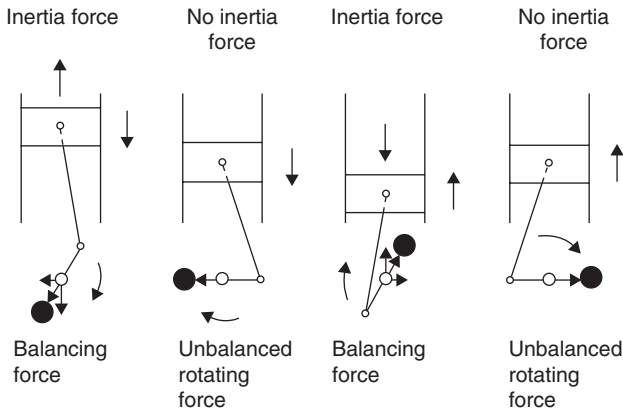 Inertia force
No inertia
force
Inertia force
No inertia
force
Balancing
force
Unbalanced
rotating
force
Balancing
force
Unbalanced
rotating
force